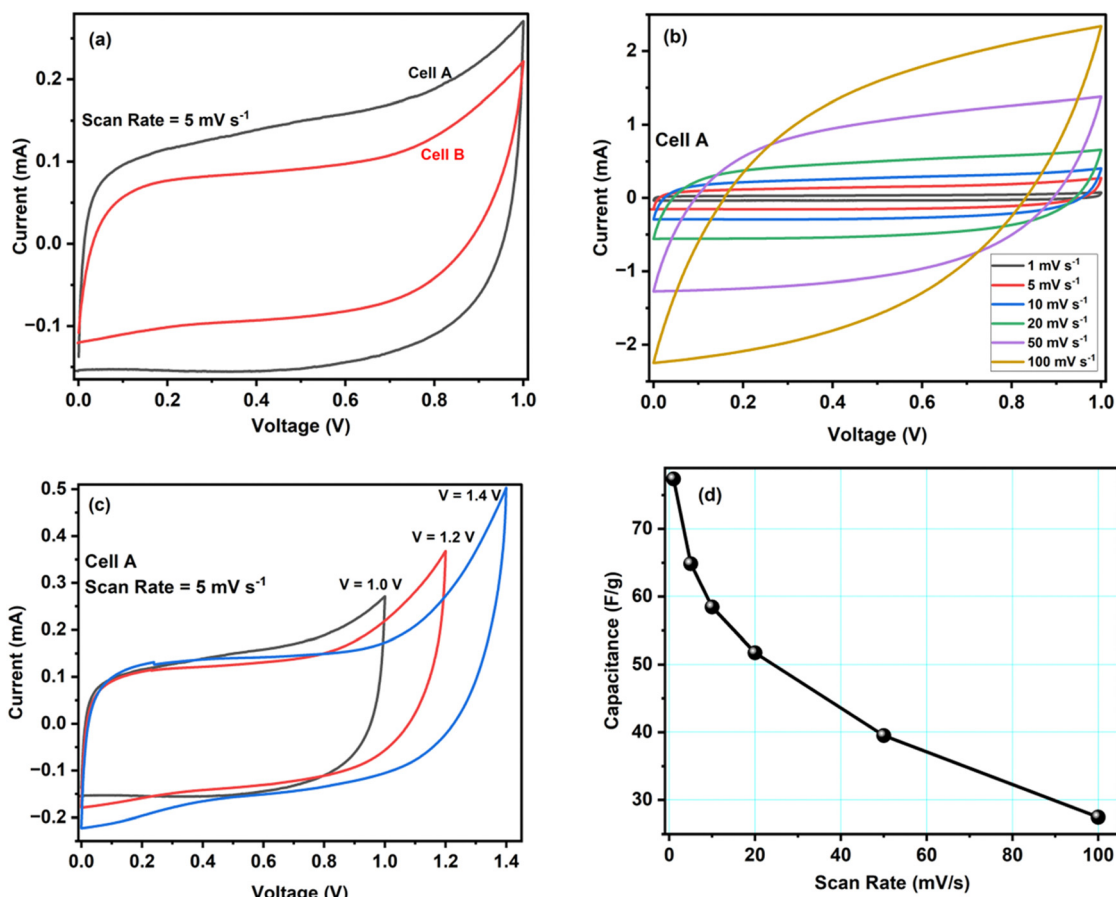 (a)
Cell A
Scan Rate = 5 mV s⁻¹
Cell B
0.2
0.1
0.0
−0.1
Current (mA)
0.0 0.2 0.4 0.6 0.8 1.0
Voltage (V)
(b)
Cell A
2
1
0
−1
−2
Current (mA)
1 mV s⁻¹
5 mV s⁻¹
10 mV s⁻¹
20 mV s⁻¹
50 mV s⁻¹
100 mV s⁻¹
0.0 0.2 0.4 0.6 0.8 1.0
Voltage (V)
(c)
Cell A
Scan Rate = 5 mV s⁻¹
V = 1.4 V
V = 1.2 V
V = 1.0 V
0.5
0.4
0.3
0.2
0.1
0.0
−0.1
−0.2
Current (mA)
0.0 0.2 0.4 0.6 0.8 1.0 1.2 1.4
Voltage (V)
(d)
70
60
50
40
30
Capacitance (F/g)
0 20 40 60 80 100
Scan Rate (mV/s)